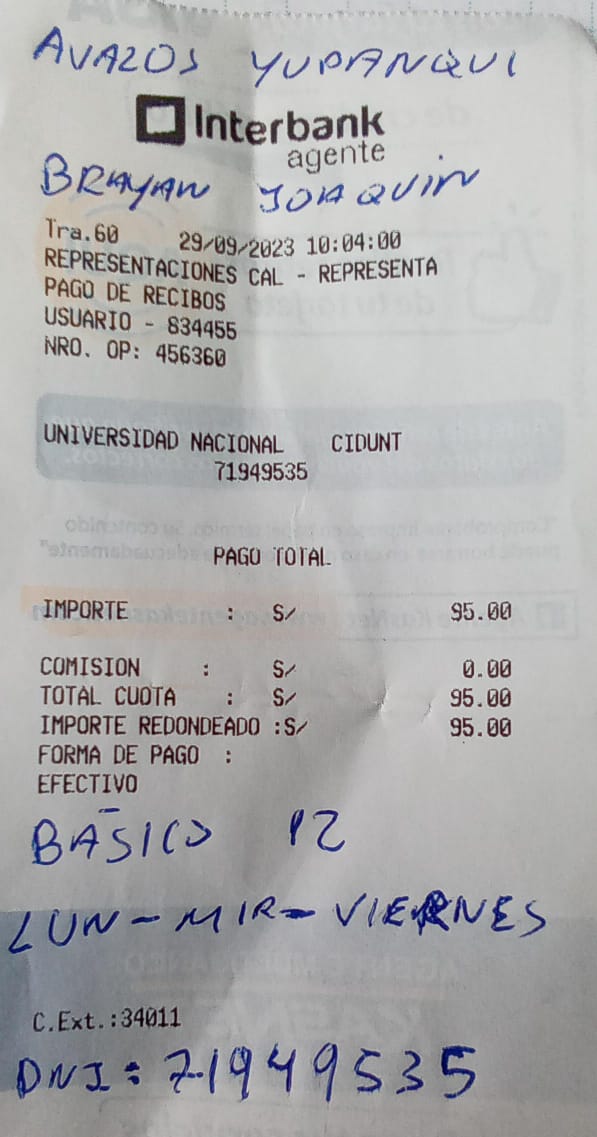 AVALOS YUPANQUI
Interbank
agente
BRAYAN JOAQUIN
Tra.60 29/09/2023 10:04:00
REPRESENTACIONES CAL - REPRESENTA
PAGO DE RECIBOS
USUARIO - 834455
NRO. OP: 456360
UNIVERSIDAD NACIONAL CIDUNT
71949535
PAGO TOTAL
IMPORTE : S/ 95.00
COMISION : S/ 0.00
TOTAL CUOTA : S/ 95.00
IMPORTE REDONDEADO :S/ 95.00
FORMA DE PAGO :
EFECTIVO
BÁSICO 12
LUN-MIR-VIERNES
C.Ext.:34011
DNI: 71949535